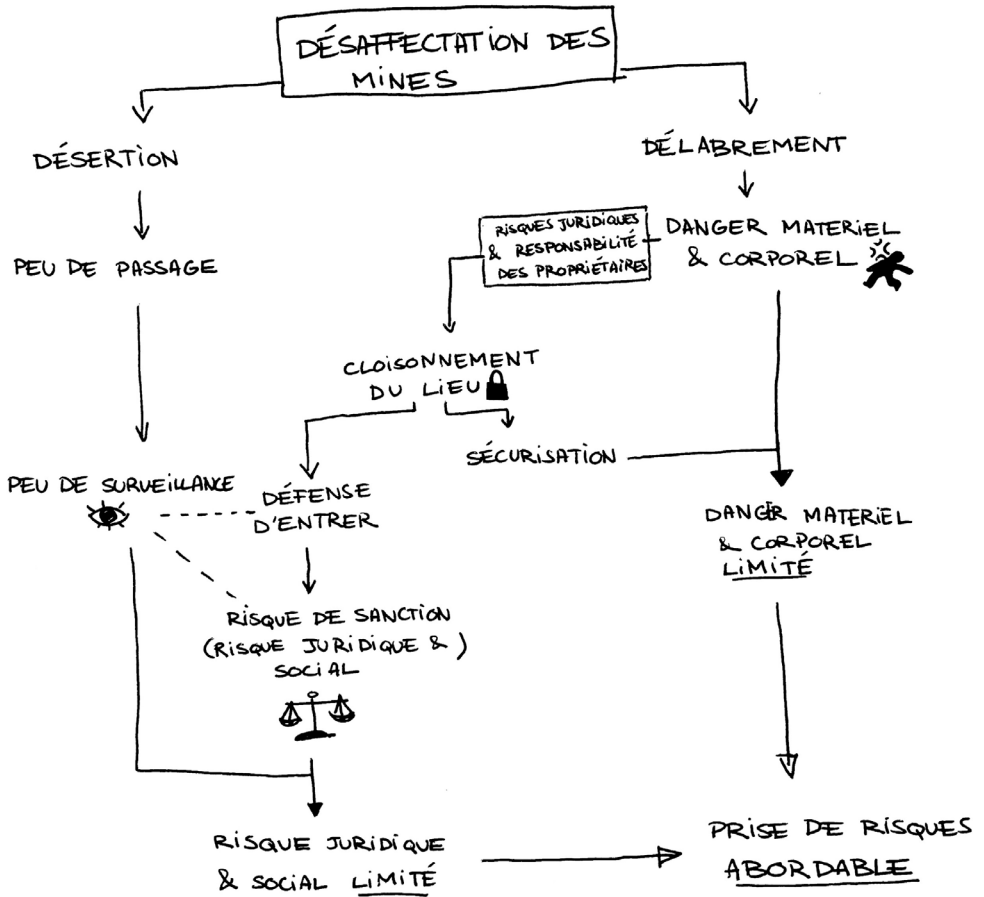 DÉSAFFECTATION DES
MINES
DÉSERTION
DÉLABREMENT
PEU DE PASSAGE
RISQUES JURIDIQUES
& RESPONSABILITÉ
DES PROPRIÉTAIRES
DANGER MATERIEL
& CORPOREL
CLOISONNEMENT
DU LIEU
SÉCURISATION
PEU DE SURVEILLANCE
DÉFENSE
D'ENTRER
DANGER MATERIEL
& CORPOREL
LIMITÉ
RISQUE DE SANCTION
(RISQUE JURIDIQUE & )
SOCIAL
RISQUE JURIDIQUE
& SOCIAL LIMITÉ
PRISE DE RISQUES
ABORDABLE